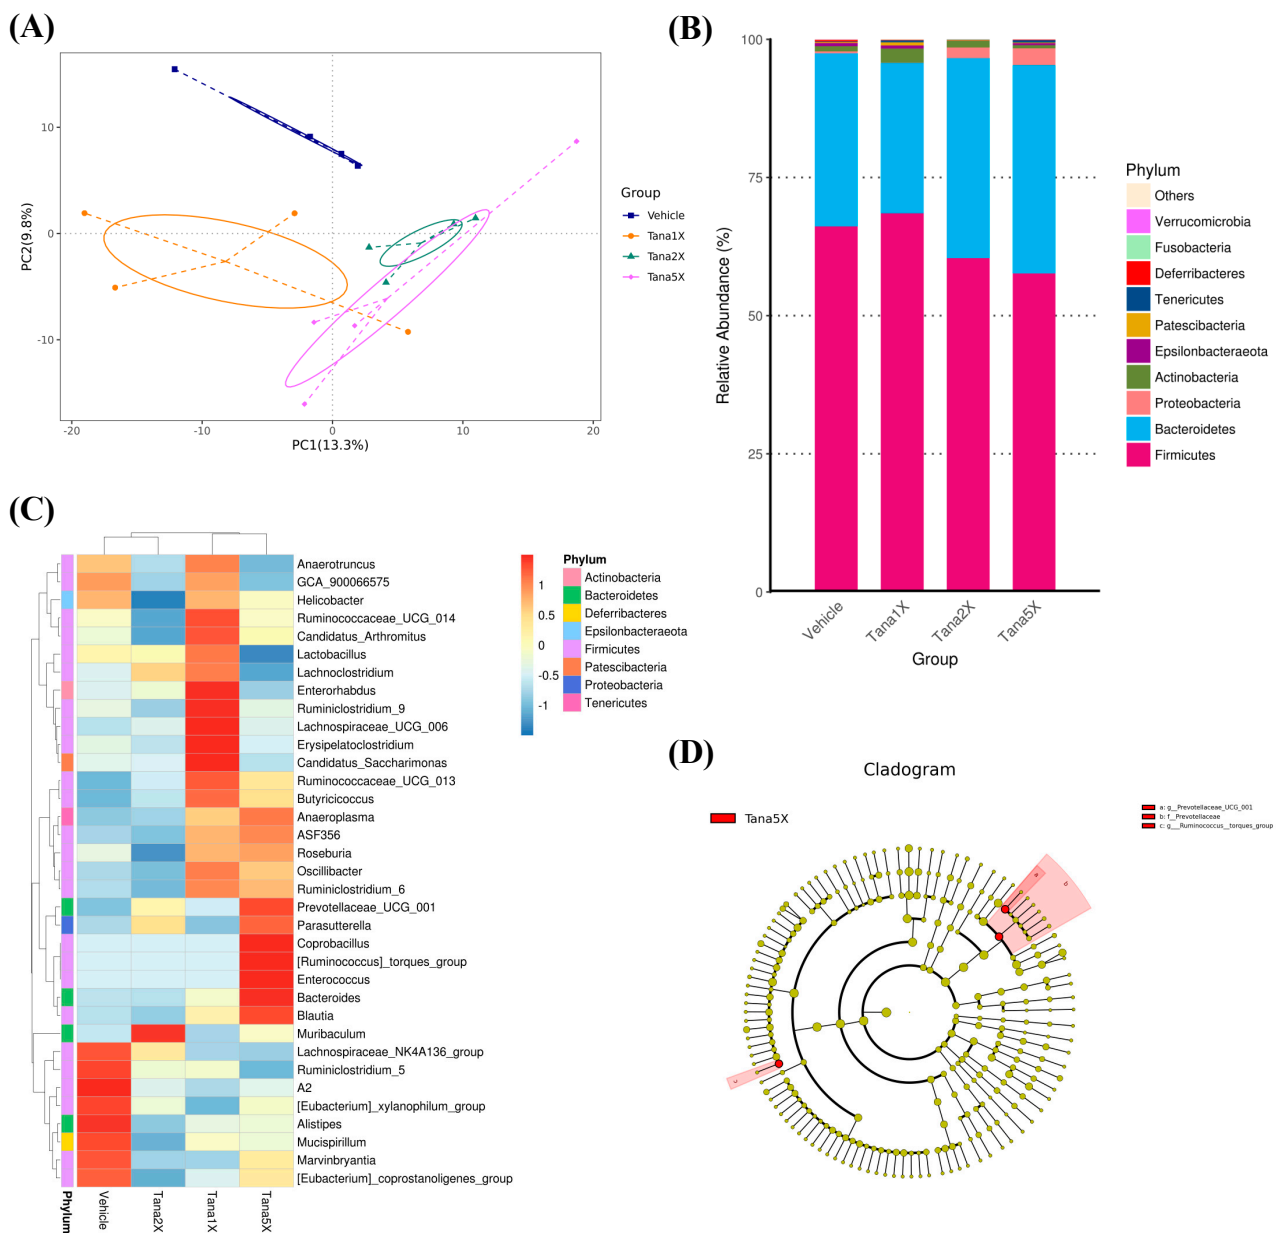 (A)
10
0
-10
PC2(9.8%)
-20
-10
0
10
20
PC1(13.3%)
Group
Vehicle
Tana1X
Tana2X
Tana5X
(B)
100
75
50
25
0
Relative Abundance (%)
Vehicle
Tana1X
Tana2X
Tana5X
Group
Phylum
Others
Verrucomicrobia
Fusobacteria
Deferribacteres
Tenericutes
Patescibacteria
Epsilonbacteraeota
Actinobacteria
Proteobacteria
Bacteroidetes
Firmicutes
(C)
Anaerotruncus
GCA_900066575
Helicobacter
Ruminococcaceae_UCG_014
Candidatus_Arthromitus
Lactobacillus
Lachnoclostridium
Enterorhabdus
Ruminiclostridium_9
Lachnospiraceae_UCG_006
Erysipelatoclostridium
Candidatus_Saccharimonas
Ruminococcaceae_UCG_013
Butyricicoccus
Anaeroplasma
ASF356
Roseburia
Oscillibacter
Ruminiclostridium_6
Prevotellaceae_UCG_001
Parasutterella
Coprobacillus
[Ruminococcus]_torques_group
Enterococcus
Bacteroides
Blautia
Muribaculum
Lachnospiraceae_NK4A136_group
Ruminiclostridium_5
A2
[Eubacterium]_xylanophilum_group
Alistipes
Mucispirillum
Marvinbryantia
[Eubacterium]_coprostanoligenes_group
Phylum
Vehicle
Tana2X
Tana1X
Tana5X
1
0.5
0
-0.5
-1
Phylum
Actinobacteria
Bacteroidetes
Deferribacteres
Epsilonbacteraeota
Firmicutes
Patescibacteria
Proteobacteria
Tenericutes
(D)
Cladogram
Tana5X
a: g__Prevotellaceae_UCG_001
b: f__Prevotellaceae
c: g___Ruminococcus__torques_group